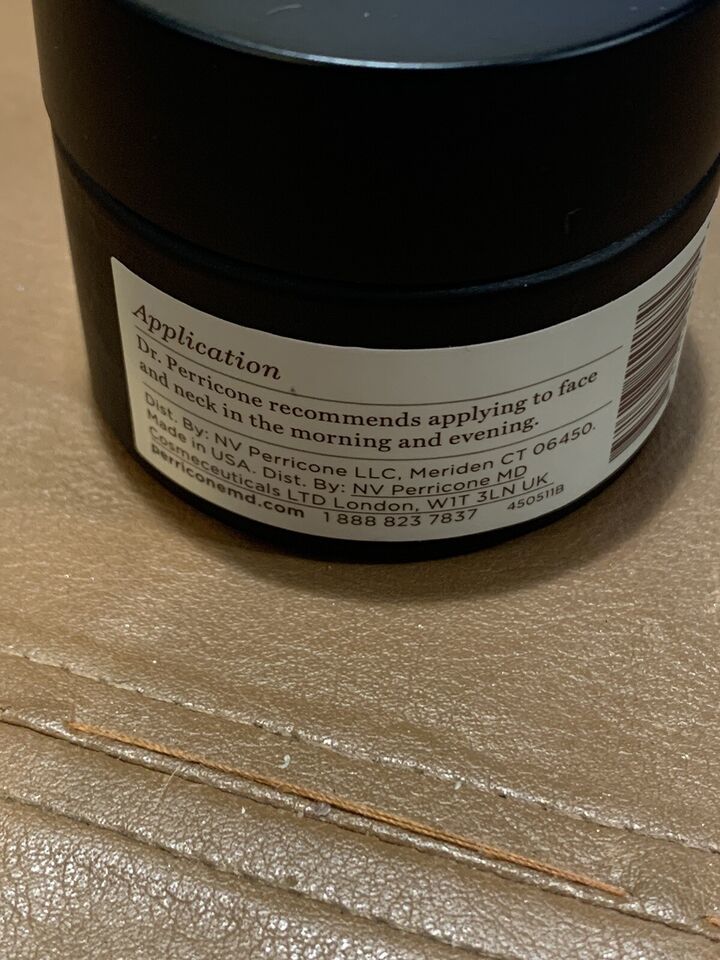 Application
Dr. Perricone recommends applying to face
and neck in the morning and evening.
Dist. By: NV Perricone LLC, Meriden CT 06450.
Made in USA. Dist. By: NV Perricone MD
Cosmeceuticals LTD London, W1T 3LN UK
perriconemd.com 1 888 823 7837 450511B